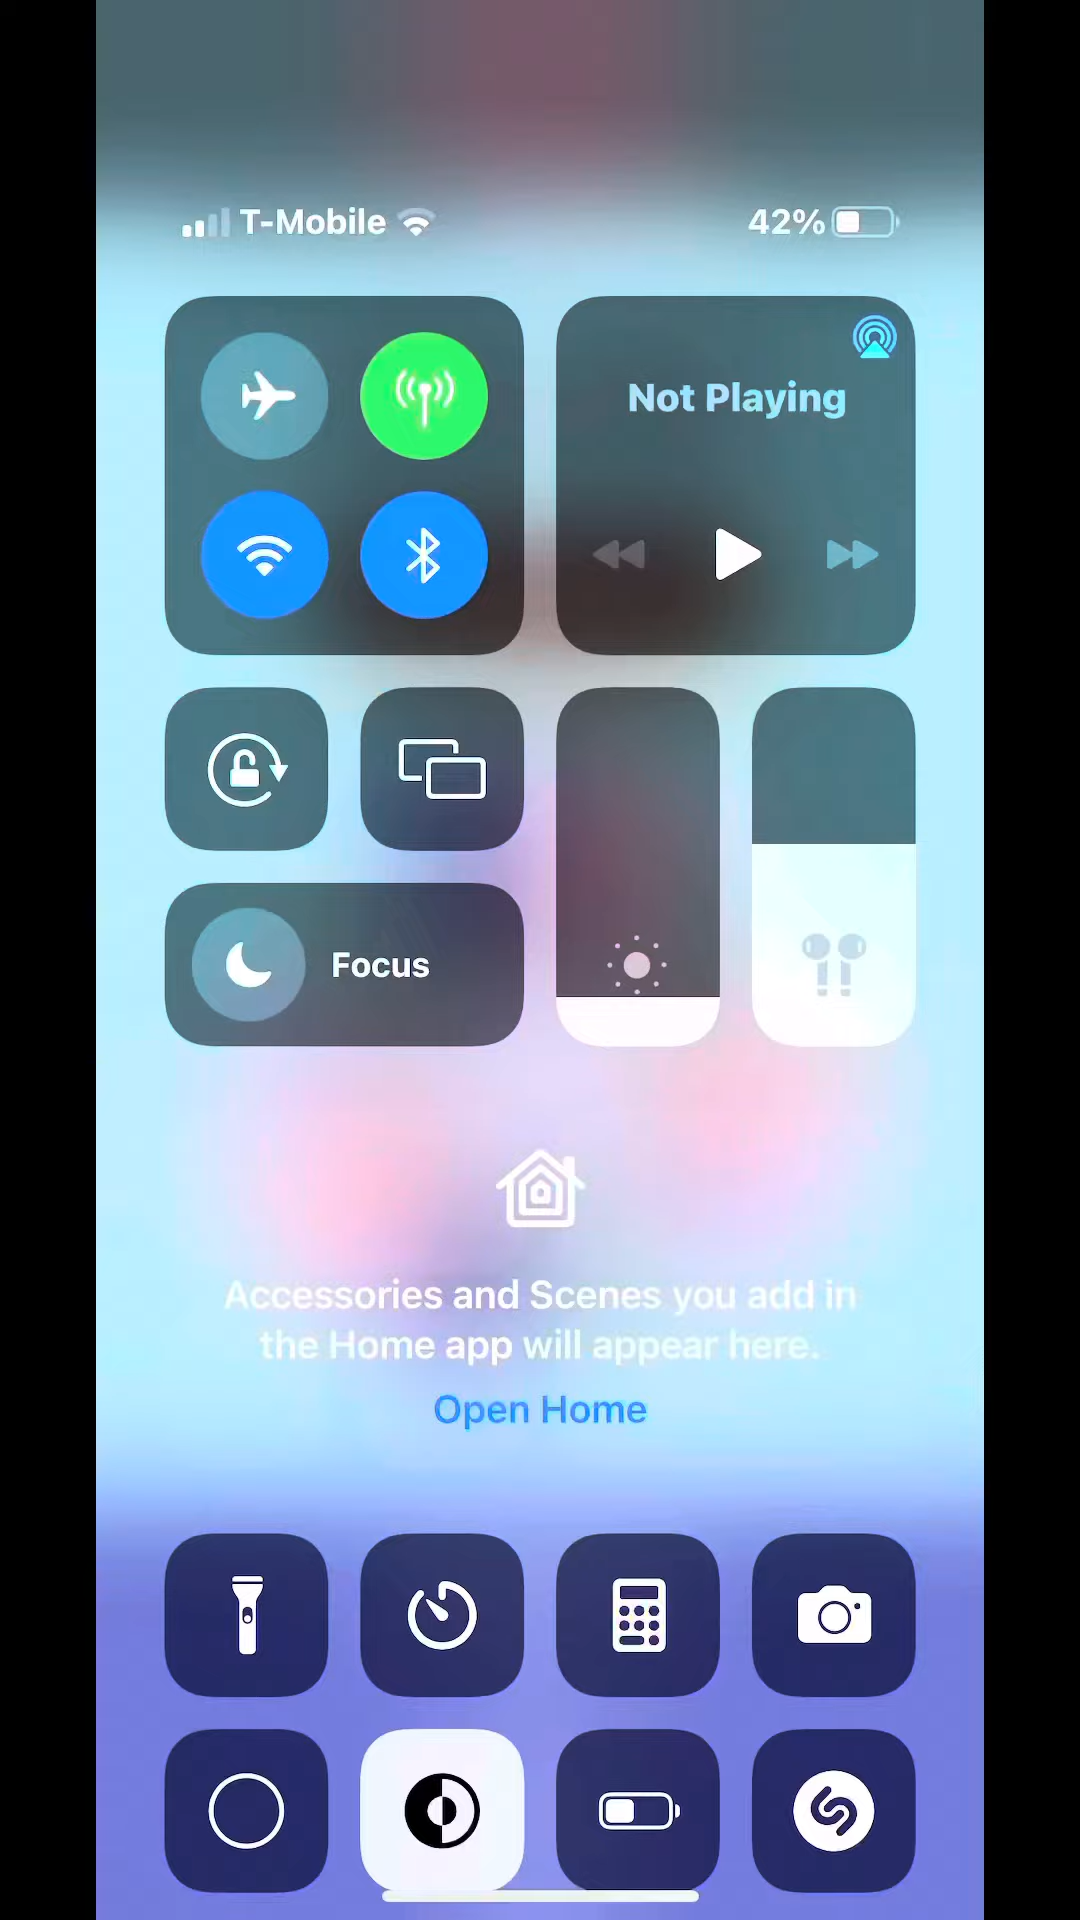 T-Mobile 42%
Not Playing
Focus
Accessories and Scenes you add in
the Home app will appear here.
Open Home